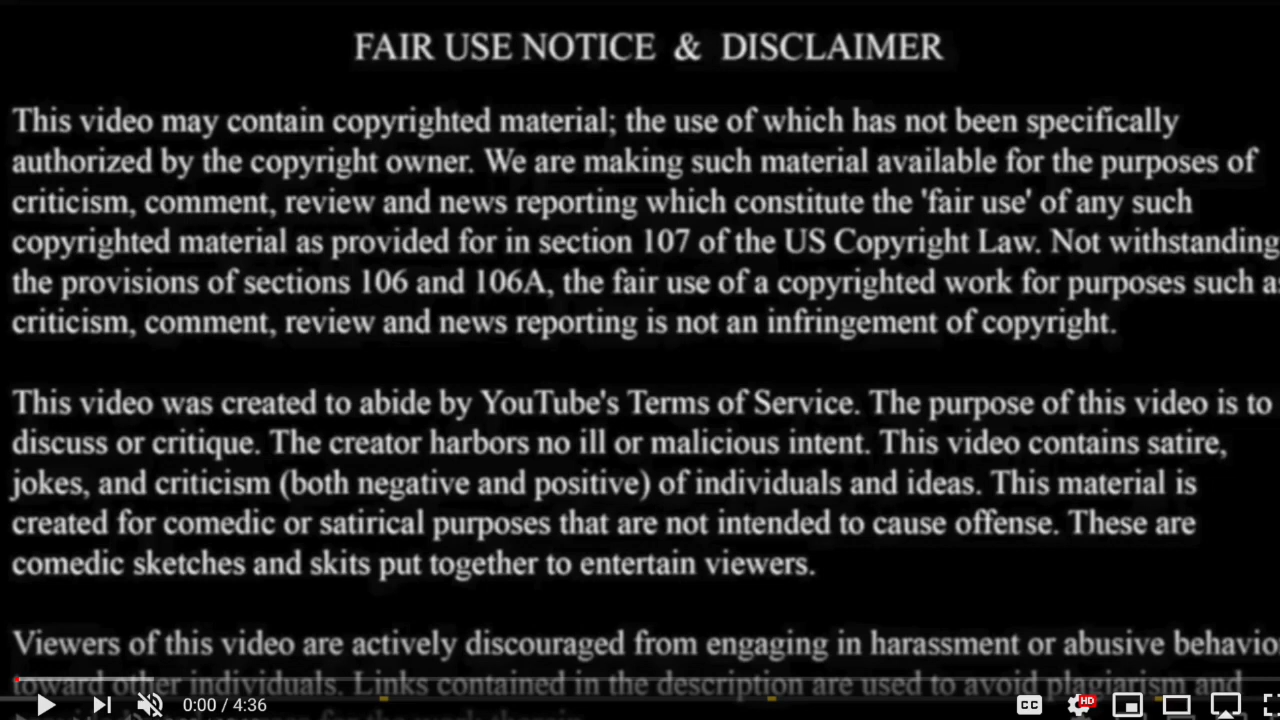 FAIR USE NOTICE & DISCLAIMER
This video may contain copyrighted material; the use of which has not been specifically
authorized by the copyright owner. We are making such material available for the purposes of
criticism, comment, review and news reporting which constitute the 'fair use' of any such
copyrighted material as provided for in section 107 of the US Copyright Law. Not withstanding
the provisions of sections 106 and 106A, the fair use of a copyrighted work for purposes such as
criticism, comment, review and news reporting is not an infringement of copyright.
This video was created to abide by YouTube's Terms of Service. The purpose of this video is to
discuss or critique. The creator harbors no ill or malicious intent. This video contains satire,
jokes, and criticism (both negative and positive) of individuals and ideas. This material is
created for comedic or satirical purposes that are not intended to cause offense. These are
comedic sketches and skits put together to entertain viewers.
Viewers of this video are actively discouraged from engaging in harassment or abusive behavio
toward other individuals. Links contained in the description are used to avoid plagiarism and
0:00 / 4:36
CC
HD